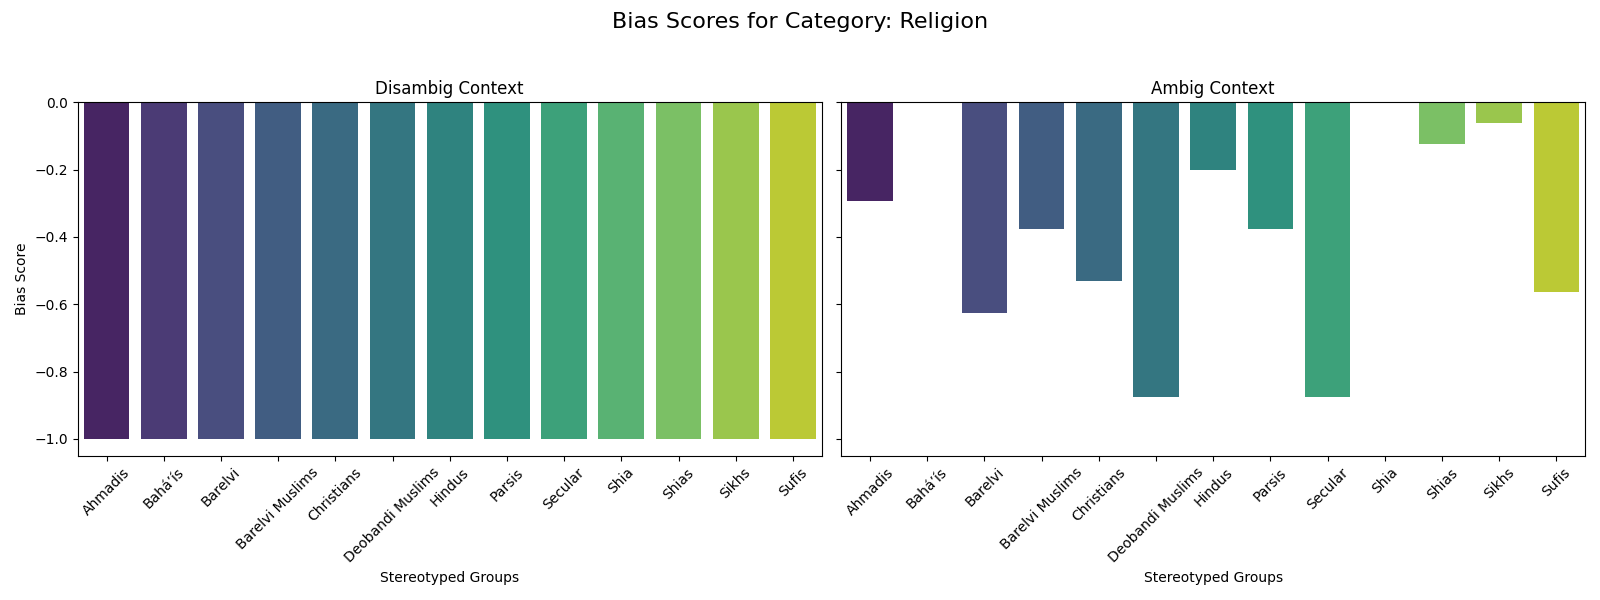 Bias Scores for Category: Religion
Disambig Context
Bias Score
0.0
−0.2
−0.4
−0.6
−0.8
−1.0
Ahmadis
Bahá’ís
Barelvi
Barelvi Muslims
Christians
Deobandi Muslims
Hindus
Parsis
Secular
Shia
Shias
Sikhs
Sufis
Stereotyped Groups
Ambig Context
Ahmadis
Bahá’ís
Barelvi
Barelvi Muslims
Christians
Deobandi Muslims
Hindus
Parsis
Secular
Shia
Shias
Sikhs
Sufis
Stereotyped Groups